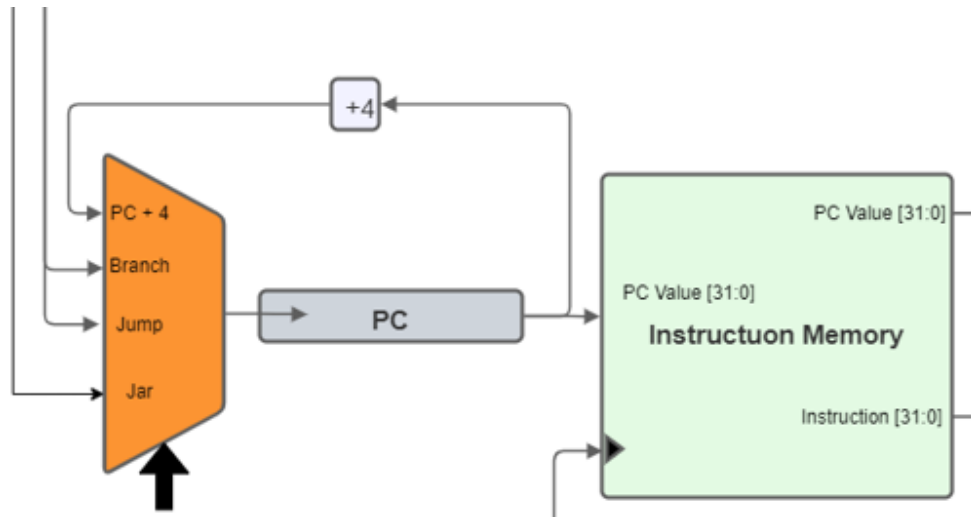 +4
PC + 4
Branch
Jump
Jar
PC
PC Value [31:0]
PC Value [31:0]
Instructuon Memory
Instruction [31:0]